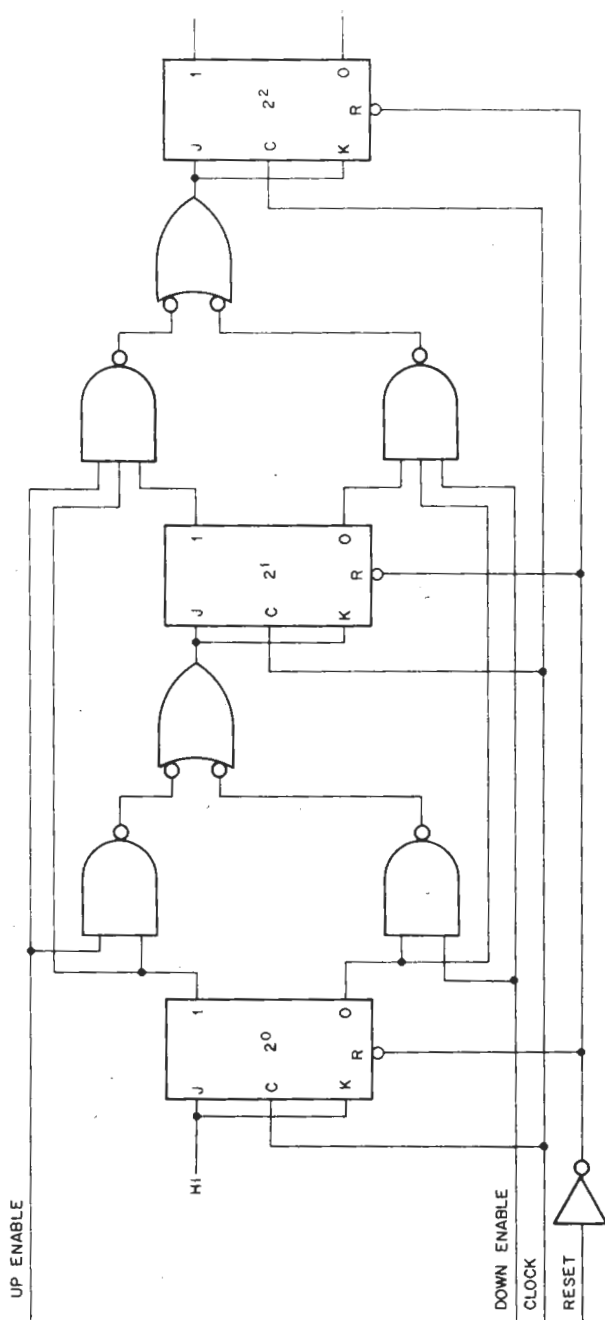 UP ENABLE
HI
J
C
K
2⁰
1
0
R
J
C
K
2¹
1
0
R
J
C
K
2²
1
0
R
DOWN ENABLE
CLOCK
RESET